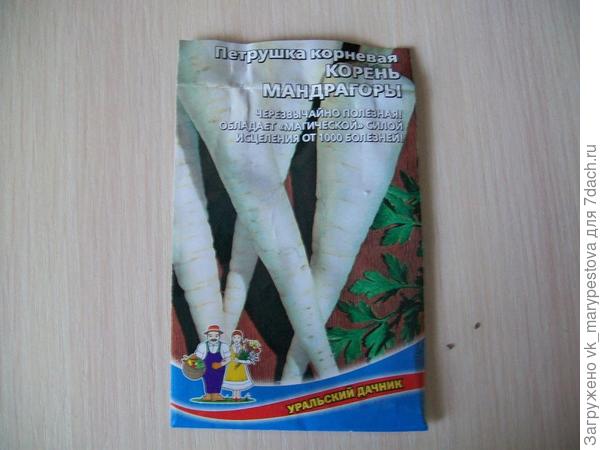 Петрушка корневая
КОРЕНЬ
МАНДРАГОРЫ
ЧЕРЕЗВЫЧАЙНО ПОЛЕЗНАЯ!
ОБЛАДАЕТ «МАГИЧЕСКОЙ» СИЛОЙ
ИСЦЕЛЕНИЯ ОТ 1000 БОЛЕЗНЕЙ!
УРАЛЬСКИЙ ДАЧНИК
Загружено vk_marypestova для 7dach.ru